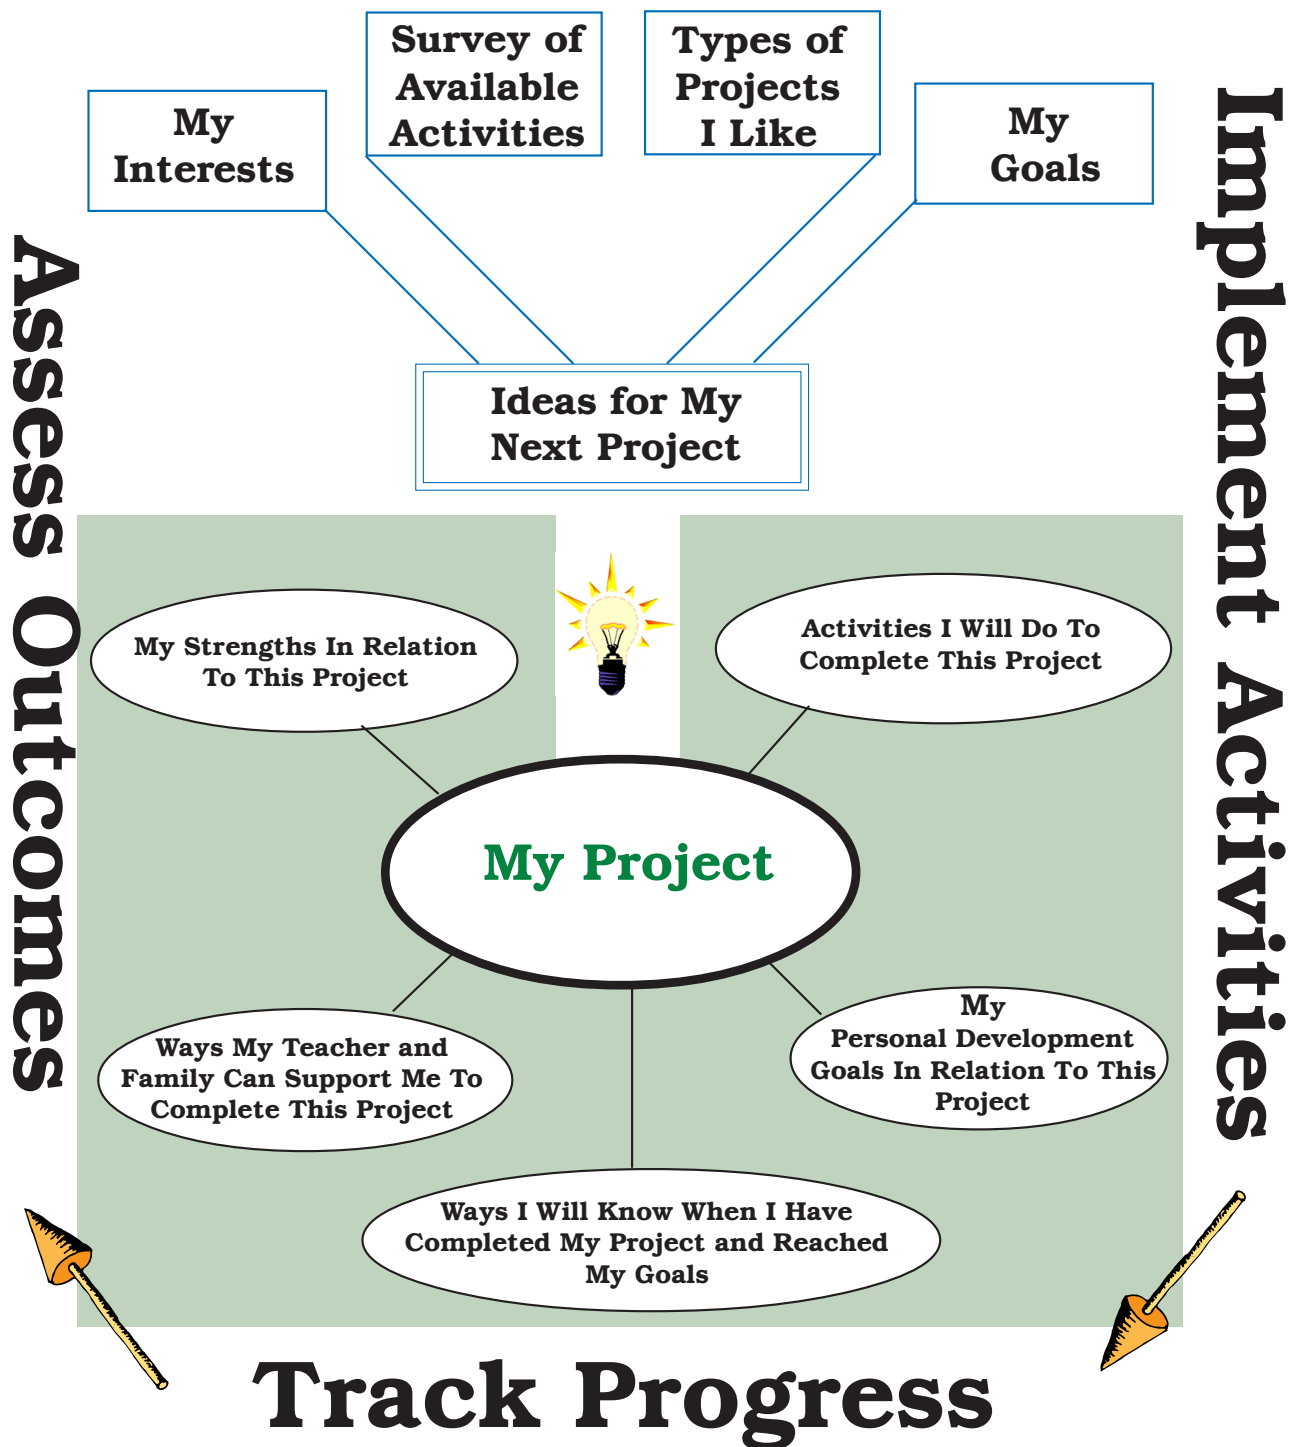 Survey of
Available
Activities
Types of
Projects
I Like
My
Interests
My
Goals
Ideas for My
Next Project
My Strengths In Relation
To This Project
Activities I Will Do To
Complete This Project
My Project
Ways My Teacher and
Family Can Support Me To
Complete This Project
My
Personal Development
Goals In Relation To This
Project
Ways I Will Know When I Have
Completed My Project and Reached
My Goals
Implement Activities
Track Progress
Assess Outcomes